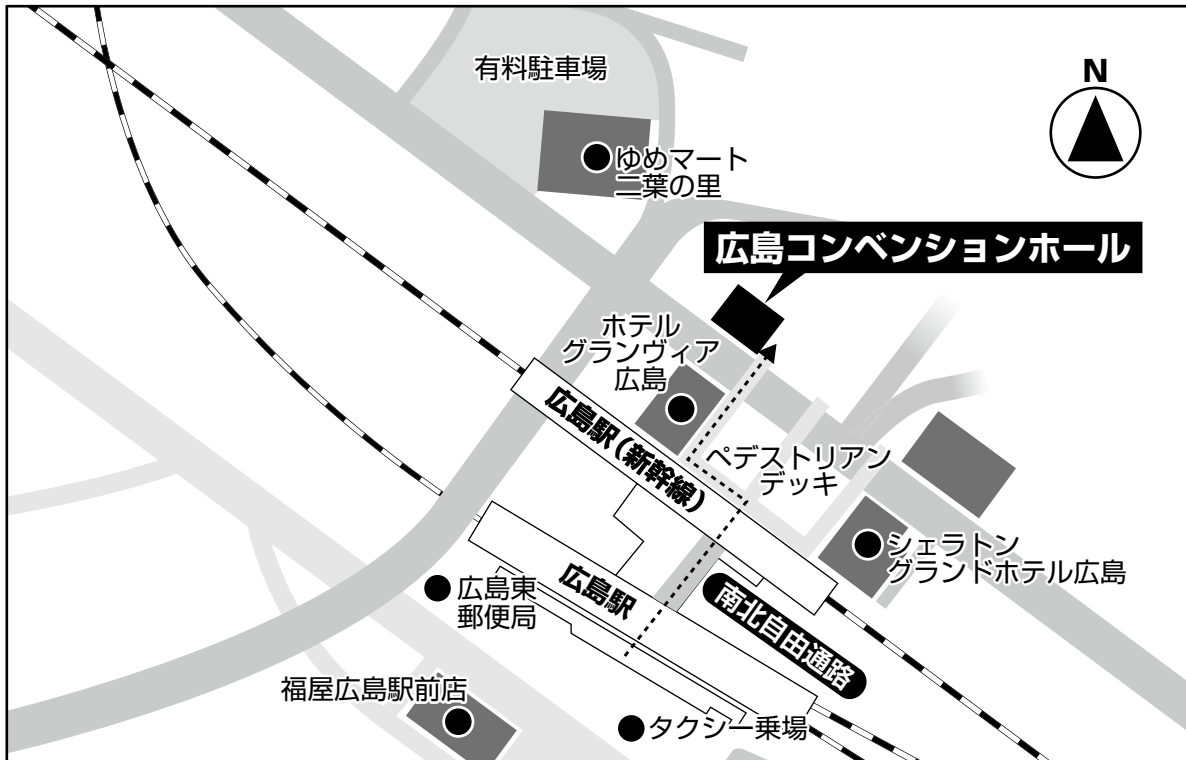 有料駐車場
N
ゆめマート
二葉の里
広島コンベンションホール
ホテル
グランヴィア
広島
広島駅(新幹線)
ペデストリアン
デッキ
シェラトン
グランドホテル広島
広島駅
南北自由通路
広島東
郵便局
福屋広島駅前店
タクシー乗場